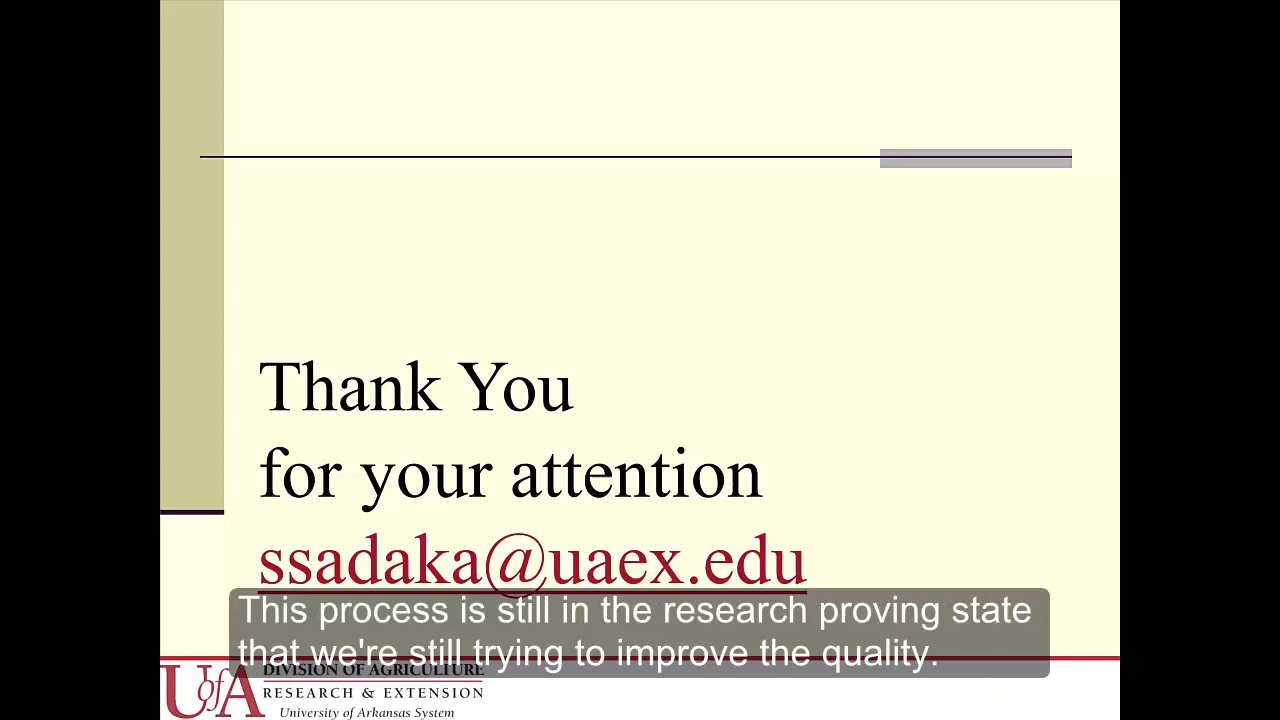 Thank You
for your attention
ssadaka@uaex.edu
This process is still in the research proving state
that we're still trying to improve the quality.
UofA
DIVISION OF AGRICULTURE
RESEARCH & EXTENSION
University of Arkansas System